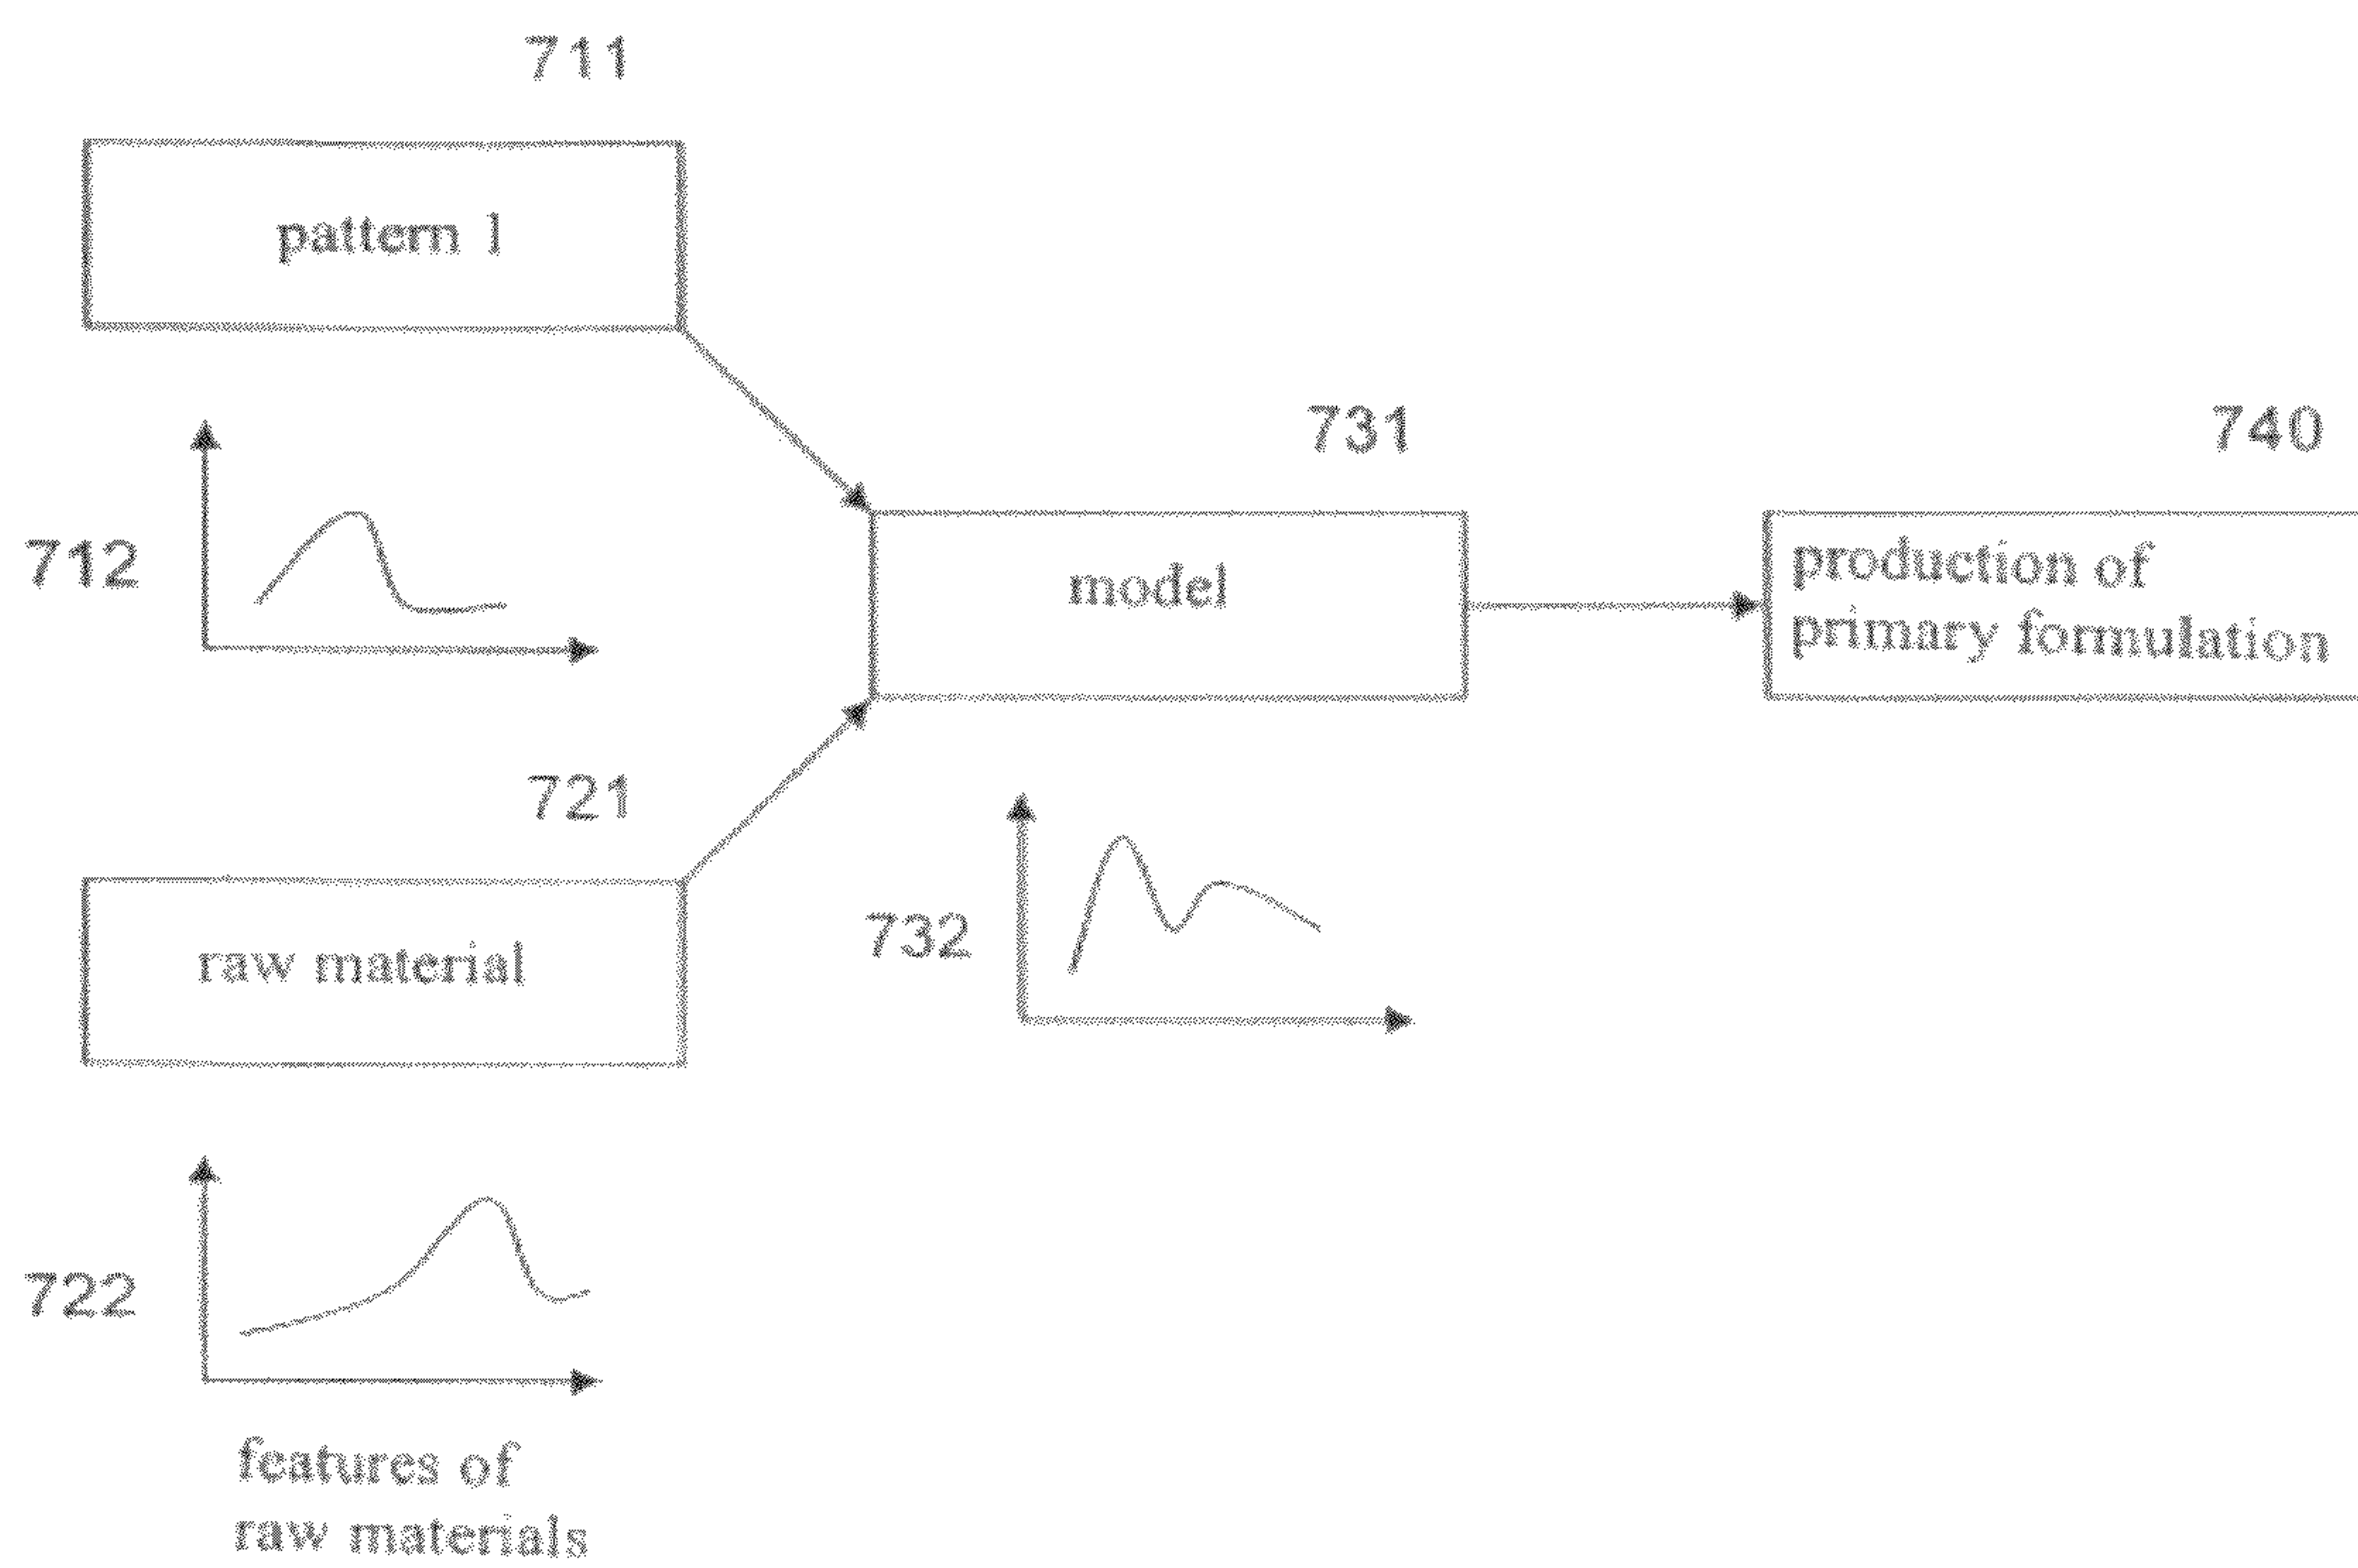 711
pattern 1
712
731
model
740
production of
primary formulation
721
raw material
732
722
features of
raw materials